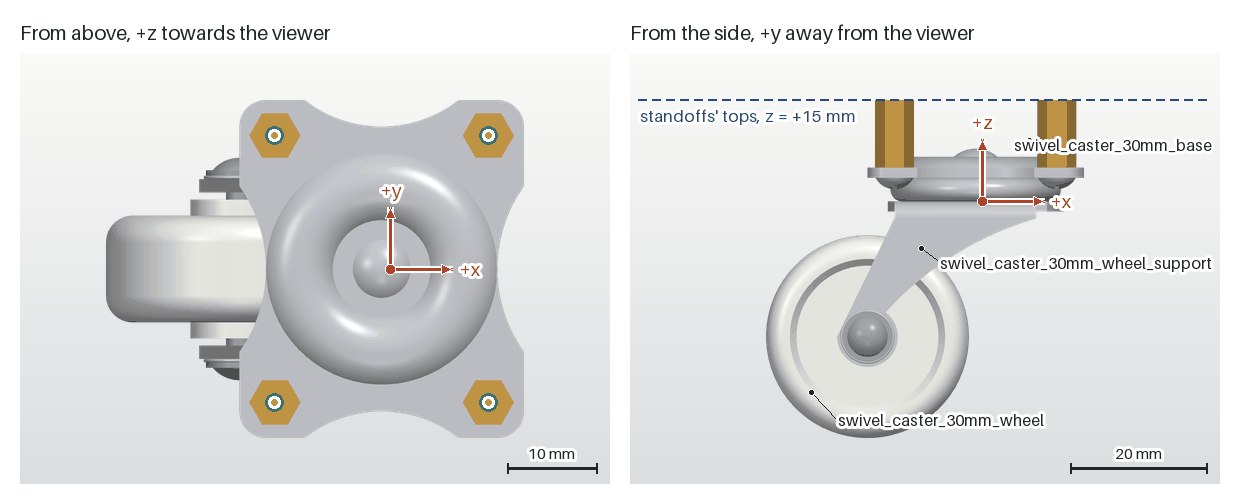 From above, +z towards the viewer
From the side, +y away from the viewer
+y
+x
10 mm
standoffs' tops, z = +15 mm
+z
swivel_caster_30mm_base
+x
swivel_caster_30mm_wheel_support
swivel_caster_30mm_wheel
20 mm